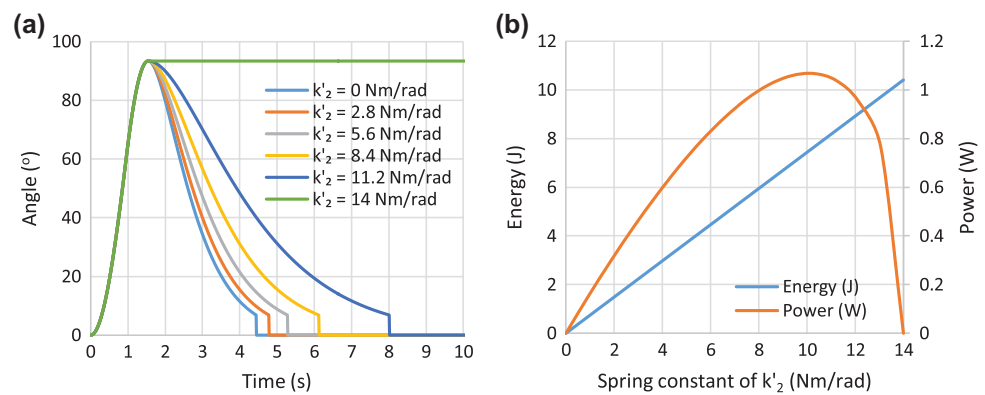 (a)
100
80
60
40
20
0
Angle (°)
k'₂ = 0 Nm/rad
k'₂ = 2.8 Nm/rad
k'₂ = 5.6 Nm/rad
k'₂ = 8.4 Nm/rad
k'₂ = 11.2 Nm/rad
k'₂ = 14 Nm/rad
0 1 2 3 4 5 6 7 8 9 10
Time (s)
(b)
12
10
8
6
4
2
0
Energy (J)
Energy (J)
Power (W)
1.2
1
0.8
0.6
0.4
0.2
0
Power (W)
0 2 4 6 8 10 12 14
Spring constant of k'₂ (Nm/rad)